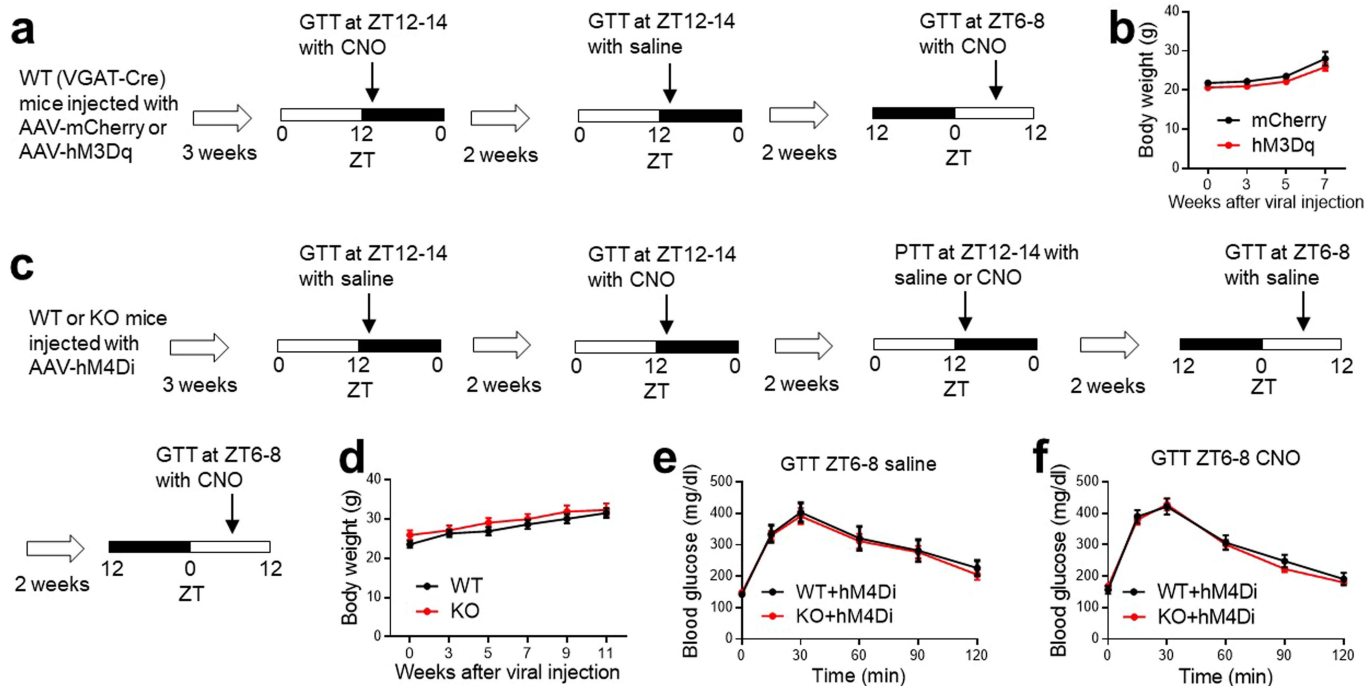 a
WT (VGAT-Cre)
mice injected with
AAV-mCherry or
AAV-hM3Dq
3 weeks
GTT at ZT12-14
with CNO
0 12 0
ZT
2 weeks
GTT at ZT12-14
with saline
0 12 0
ZT
2 weeks
GTT at ZT6-8
with CNO
12 0 12
ZT
b
Body weight (g)
40
30
20
10
0
mCherry
hM3Dq
0 3 5 7
Weeks after viral injection
c
WT or KO mice
injected with
AAV-hM4Di
3 weeks
GTT at ZT12-14
with saline
0 12 0
ZT
2 weeks
GTT at ZT12-14
with CNO
0 12 0
ZT
2 weeks
PTT at ZT12-14 with
saline or CNO
0 12 0
ZT
2 weeks
GTT at ZT6-8
with saline
12 0 12
ZT
2 weeks
GTT at ZT6-8
with CNO
12 0 12
ZT
d
Body weight (g)
40
30
20
10
0
WT
KO
0 3 5 7 9 11
Weeks after viral injection
e
GTT ZT6-8 saline
Blood glucose (mg/dl)
500
400
300
200
100
0
WT+hM4Di
KO+hM4Di
0 30 60 90 120
Time (min)
f
GTT ZT6-8 CNO
Blood glucose (mg/dl)
500
400
300
200
100
0
WT+hM4Di
KO+hM4Di
0 30 60 90 120
Time (min)